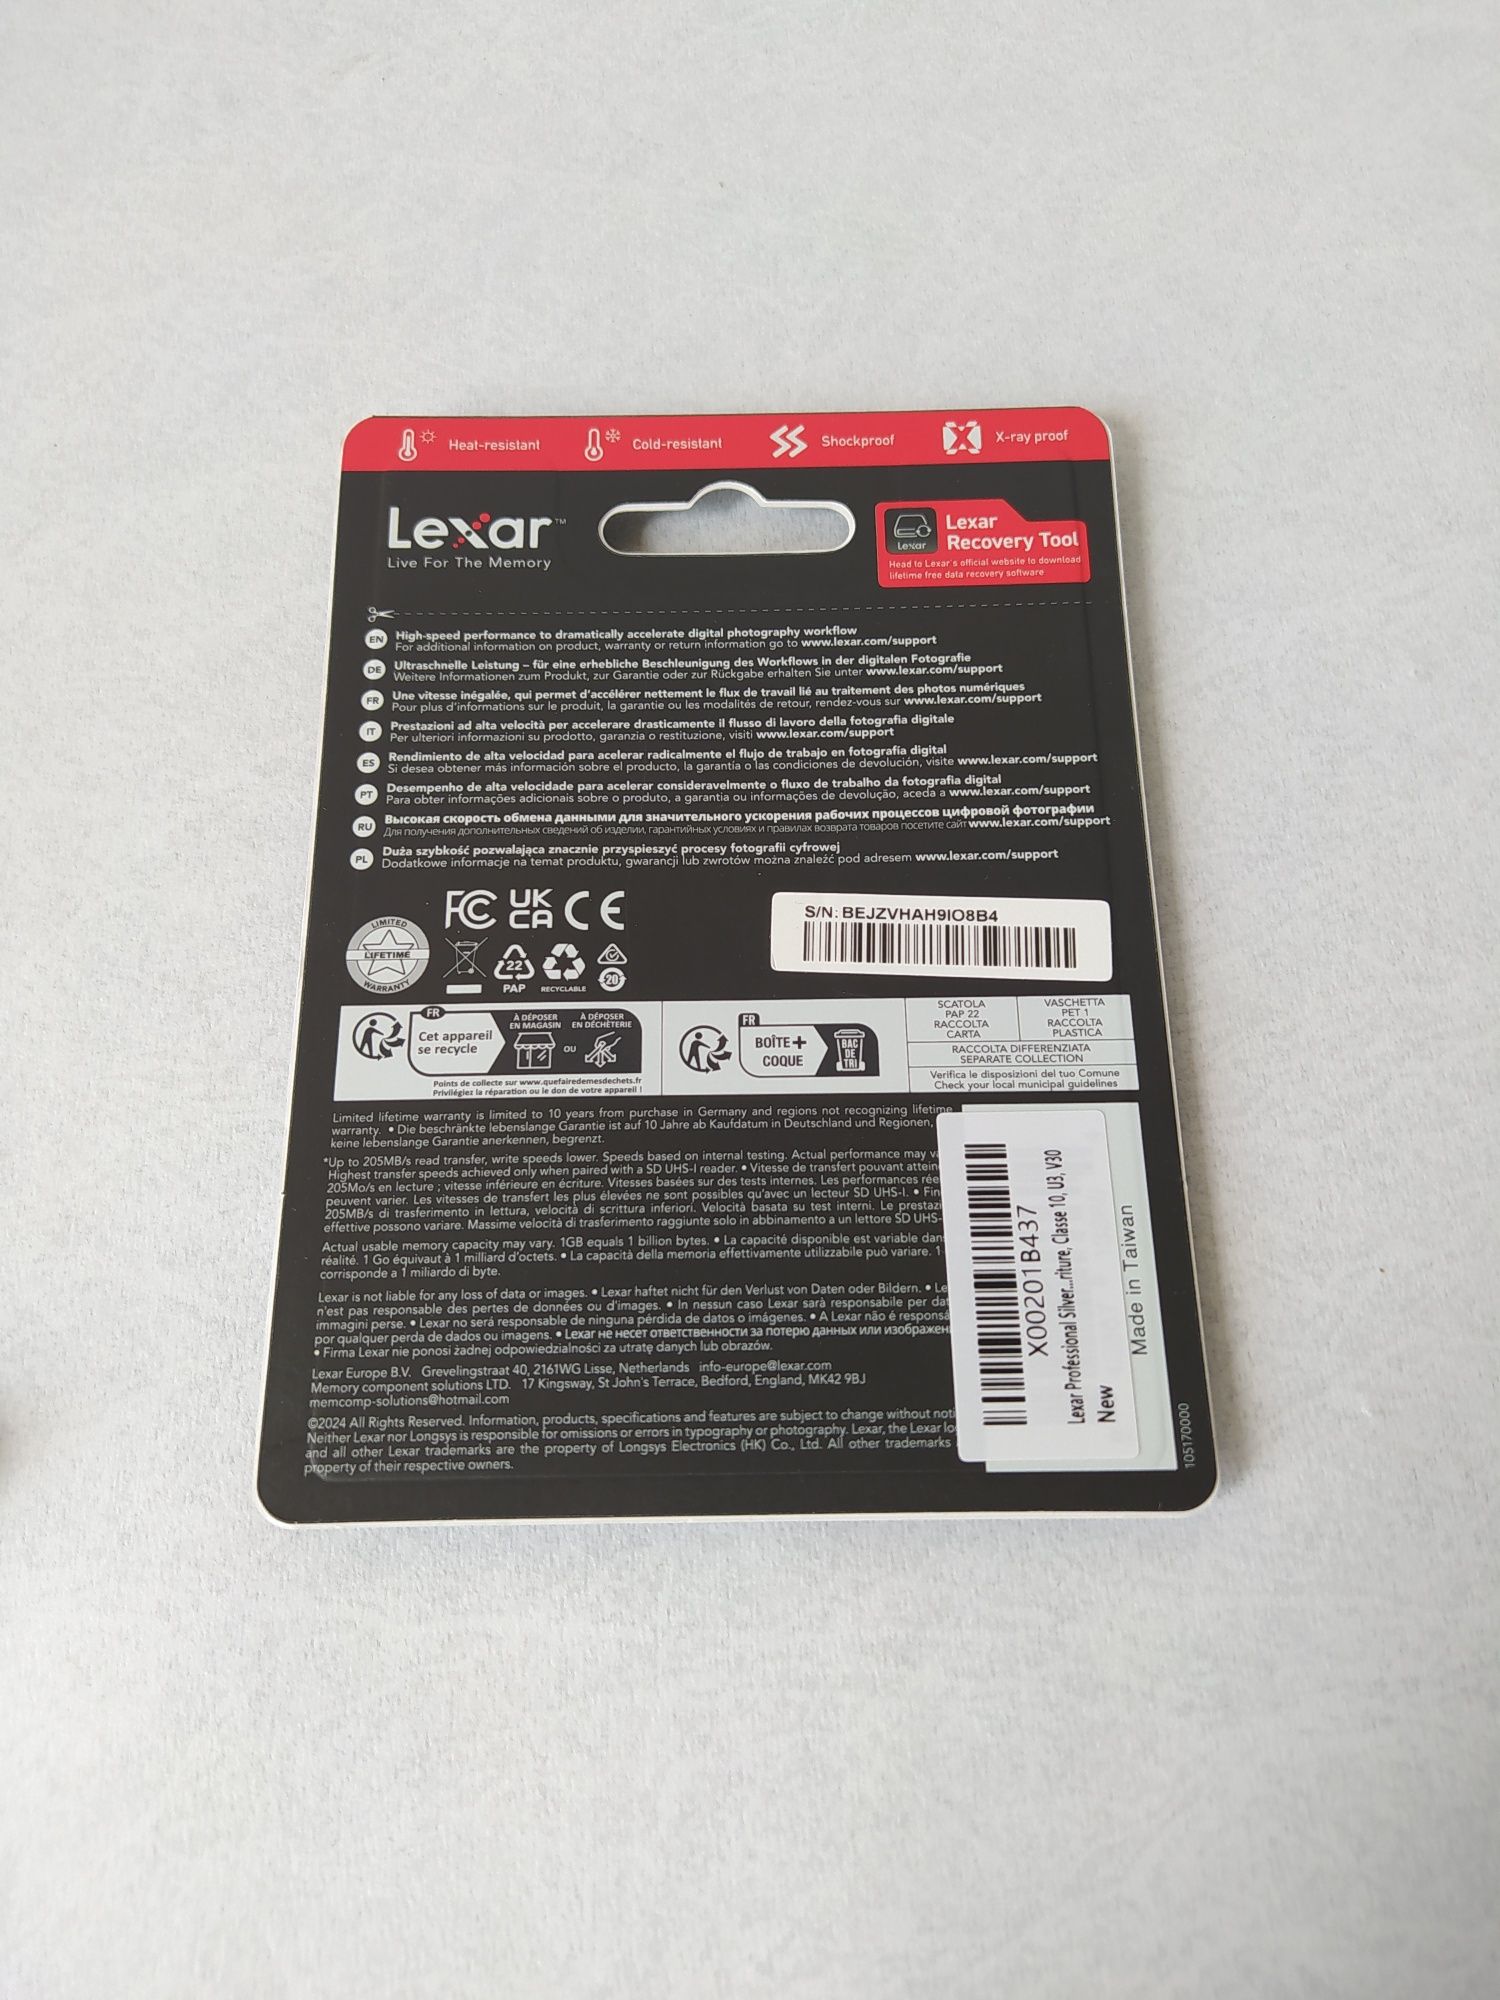 Heat-resistant
Cold-resistant
Shockproof
X-ray proof
Lexar™
Live For The Memory
Lexar
Lexar
Recovery Tool
Head to Lexar's official website to download
lifetime free data recovery software
EN
High-speed performance to dramatically accelerate digital photography workflow
For additional information on product, warranty or return information go to www.lexar.com/support
DE
Ultraschnelle Leistung – für eine erhebliche Beschleunigung des Workflows in der digitalen Fotografie
Weitere Informationen zum Produkt, zur Garantie oder zur Rückgabe erhalten Sie unter www.lexar.com/support
FR
Une vitesse inégalée, qui permet d'accélérer nettement le flux de travail lié au traitement des photos numériques
Pour plus d'informations sur le produit, la garantie ou les modalités de retour, rendez-vous sur www.lexar.com/support
IT
Prestazioni ad alta velocità per accelerare drasticamente il flusso di lavoro della fotografia digitale
Per ulteriori informazioni su prodotto, garanzia o restituzione, visiti www.lexar.com/support
ES
Rendimiento de alta velocidad para acelerar radicalmente el flujo de trabajo en fotografía digital
Si desea obtener más información sobre el producto, la garantía o las condiciones de devolución, visite www.lexar.com/support
PT
Desempenho de alta velocidade para acelerar consideravelmente o fluxo de trabalho da fotografia digital
Para obter informações adicionais sobre o produto, a garantia ou informações de devolução, aceda a www.lexar.com/support
RU
Высокая скорость обмена данными для значительного ускорения рабочих процессов цифровой фотографии
Для получения дополнительных сведений об изделии, гарантийных условиях и правилах возврата товаров посетите сайт www.lexar.com/support
PL
Duża szybkość pozwalająca znacznie przyspieszyć procesy fotografii cyfrowej
Dodatkowe informacje na temat produktu, gwarancji lub zwrotów można znaleźć pod adresem www.lexar.com/support
LIMITED
LIFETIME
WARRANTY
FC UK CA CE
22
PAP
RECYCLABLE
20
S/N: BEJZVHAH9IO8B4
FR
Cet appareil
se recycle
À DÉPOSER
EN MAGASIN
OU
À DÉPOSER
EN DÉCHÈTERIE
Points de collecte sur www.quefairedemesdechets.fr
Privilégiez la réparation ou le don de votre appareil !
FR
BOÎTE +
COQUE
BAC
DE
TRI
SCATOLA
PAP 22
RACCOLTA
CARTA
VASCHETTA
PET 1
RACCOLTA
PLASTICA
RACCOLTA DIFFERENZIATA
SEPARATE COLLECTION
Verifica le disposizioni del tuo Comune
Check your local municipal guidelines
Limited lifetime warranty is limited to 10 years from purchase in Germany and regions not recognizing lifetime
warranty. • Die beschränkte lebenslange Garantie ist auf 10 Jahre ab Kaufdatum in Deutschland und Regionen,
keine lebenslange Garantie anerkennen, begrenzt.
*Up to 205MB/s read transfer, write speeds lower. Speeds based on internal testing. Actual performance may va
Highest transfer speeds achieved only when paired with a SD UHS-I reader. • Vitesse de transfert pouvant attein
205Mo/s en lecture ; vitesse inférieure en écriture. Vitesses basées sur des tests internes. Les performances rée
peuvent varier. Les vitesses de transfert les plus élevées ne sont possibles qu'avec un lecteur SD UHS-I. • Fin
205MB/s di trasferimento in lettura, velocità di scrittura inferiori. Velocità basata su test interni. Le prestazi
effettive possono variare. Massime velocità di trasferimento raggiunte solo in abbinamento a un lettore SD UHS-
Actual usable memory capacity may vary. 1GB equals 1 billion bytes. • La capacité disponible est variable dan
réalité. 1 Go équivaut à 1 milliard d'octets. • La capacità della memoria effettivamente utilizzabile può variare. 1
corrisponde a 1 miliardo di byte.
Lexar is not liable for any loss of data or images. • Lexar haftet nicht für den Verlust von Daten oder Bildern. • Le
n'est pas responsable des pertes de données ou d'images. • In nessun caso Lexar sarà responsabile per dat
immagini perse. • Lexar no será responsable de ninguna pérdida de datos o imágenes. • A Lexar não é responsá
por qualquer perda de dados ou imagens. • Lexar не несет ответственности за потерю данных или изображен
• Firma Lexar nie ponosi żadnej odpowiedzialności za utratę danych lub obrazów.
Lexar Europe B.V. Grevelingstraat 40, 2161WG Lisse, Netherlands info-europe@lexar.com
Memory component solutions LTD. 17 Kingsway, St John's Terrace, Bedford, England, MK42 9BJ
memcomp-solutions@hotmail.com
©2024 All Rights Reserved. Information, products, specifications and features are subject to change without noti
Neither Lexar nor Longsys is responsible for omissions or errors in typography or photography. Lexar, the Lexar lo
and all other Lexar trademarks are the property of Longsys Electronics (HK) Co., Ltd. All other trademarks
property of their respective owners.
X00201B437
Lexar Professional Silver...riture, Classe 10, U3, V30
New
Made in Taiwan
105170000